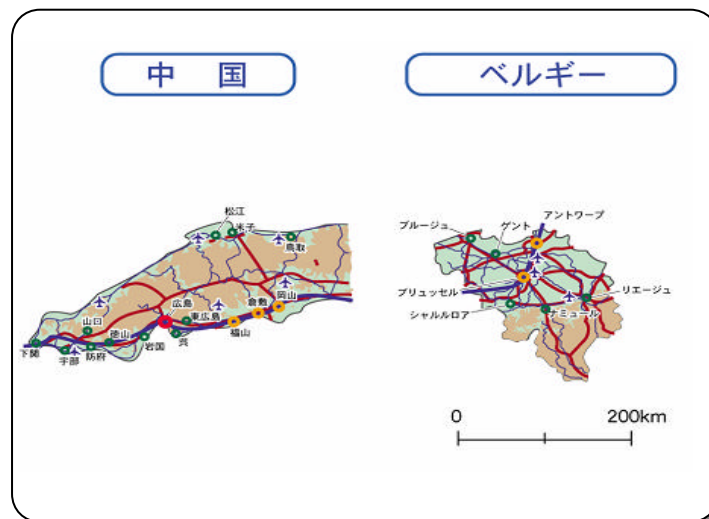 中 国
ベルギー
松江
米子
鳥取
広島
東広島
岡山
倉敷
福山
呉
岩国
徳山
防府
山口
宇部
下関
アントワープ
ブルージュ
ゲント
ブリュッセル
リエージュ
シャルルロア
ナミュール
0 200km